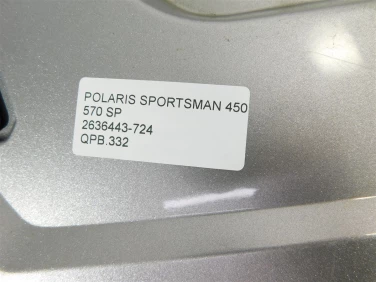 POLARIS SPORTSMAN 450
570 SP
2636443-724
QPB.332